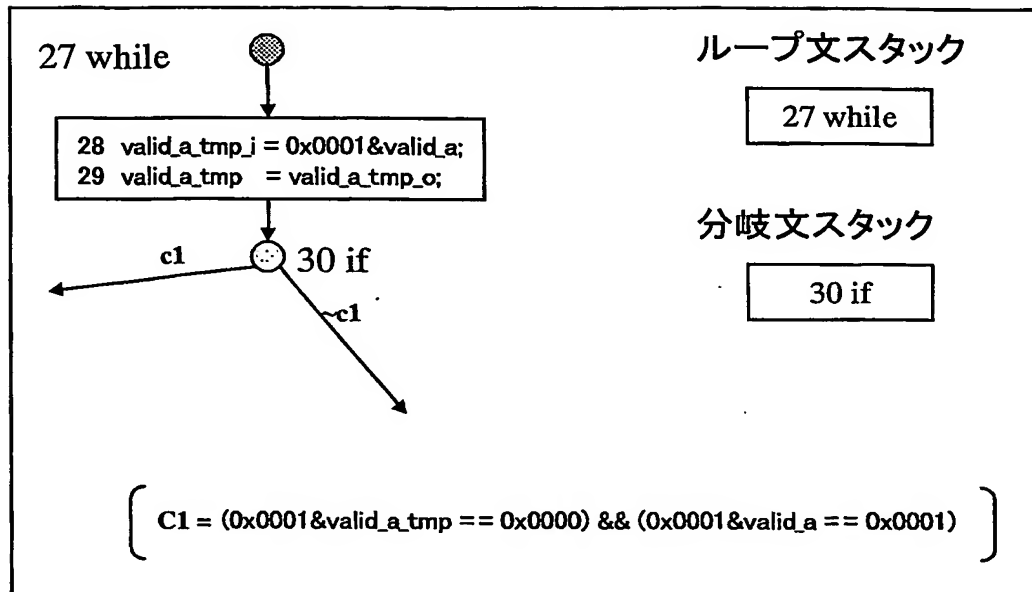 27 while
28 valid_a_tmp_i = 0x0001&valid_a;
29 valid_a_tmp = valid_a_tmp_o;
30 if
c1
~c1
ループ文スタック
27 while
分岐文スタック
30 if
C1 = (0x0001&valid_a_tmp == 0x0000) && (0x0001&valid_a == 0x0001)